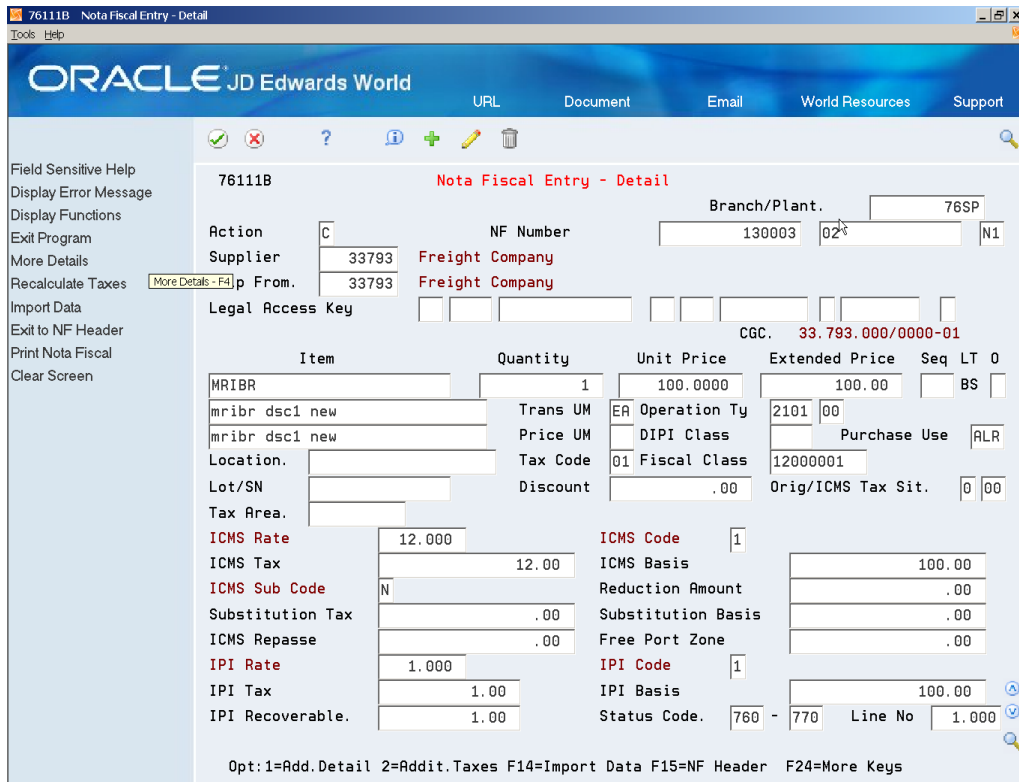 76111B Nota Fiscal Entry - Detail
Tools Help
ORACLE JD Edwards World
URL Document Email World Resources Support
Field Sensitive Help
Display Error Message
Display Functions
Exit Program
More Details
Recalculate Taxes
Import Data
Exit to NF Header
Print Nota Fiscal
Clear Screen
More Details - F4
76111B Nota Fiscal Entry - Detail
Branch/Plant. 76SP
Action C NF Number 130003 02 N1
Supplier 33793 Freight Company
p From. 33793 Freight Company
Legal Access Key
CGC. 33.793.000/0000-01
Item Quantity Unit Price Extended Price Seq LT O
MRIBR 1 100.0000 100.00 BS
mribr dsc1 new Trans UM EA Operation Ty 2101 00
mribr dsc1 new Price UM DIPI Class Purchase Use ALR
Location. Tax Code 01 Fiscal Class 12000001
Lot/SN Discount .00 Orig/ICMS Tax Sit. 0 00
Tax Area.
ICMS Rate 12.000 ICMS Code 1
ICMS Tax 12.00 ICMS Basis 100.00
ICMS Sub Code N Reduction Amount .00
Substitution Tax .00 Substitution Basis .00
ICMS Repasse .00 Free Port Zone .00
IPI Rate 1.000 IPI Code 1
IPI Tax 1.00 IPI Basis 100.00
IPI Recoverable. 1.00 Status Code. 760 - 770 Line No 1.000
Opt:1=Add.Detail 2=Addit.Taxes F14=Import Data F15=NF Header F24=More Keys